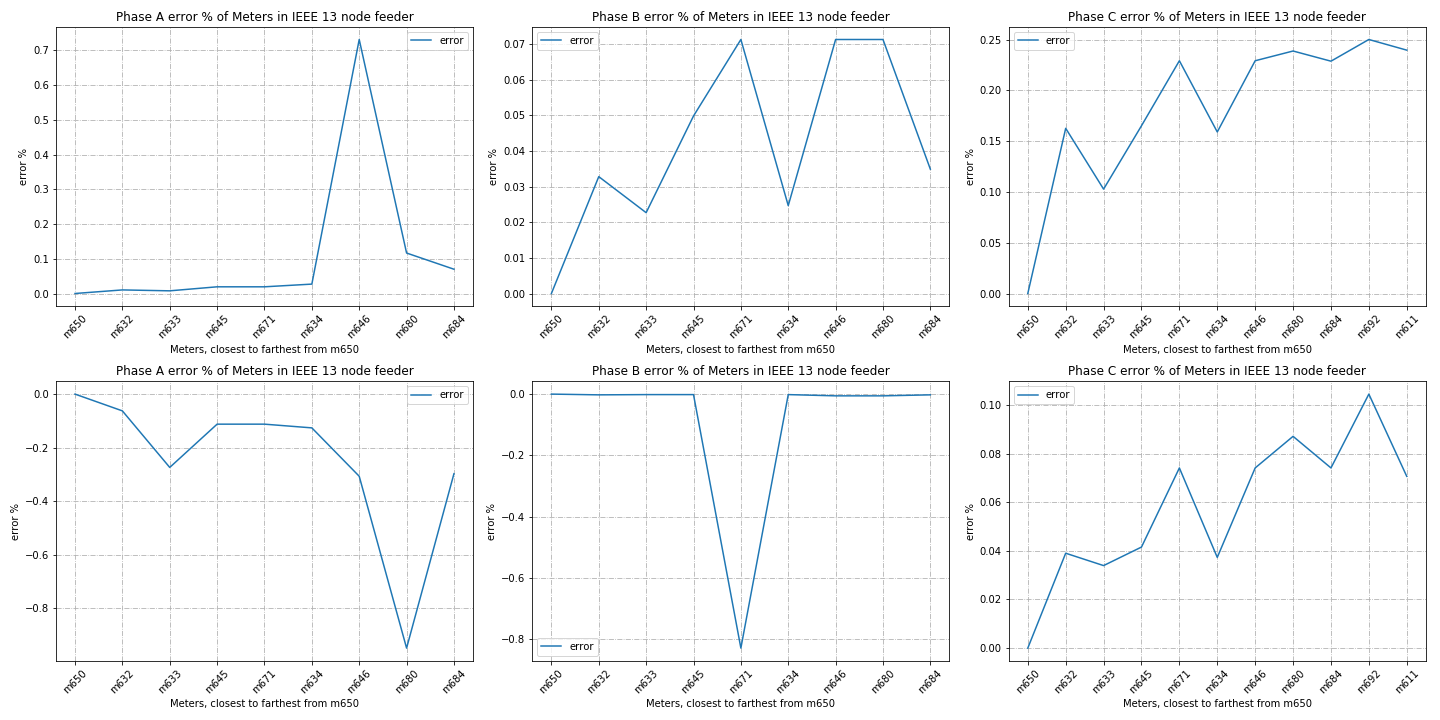 Phase A error % of Meters in IEEE 13 node feeder
error
error %
0.7
0.6
0.5
0.4
0.3
0.2
0.1
0.0
m650
m632
m633
m645
m671
m634
m646
m680
m684
Meters, closest to farthest from m650
Phase B error % of Meters in IEEE 13 node feeder
error
error %
0.07
0.06
0.05
0.04
0.03
0.02
0.01
0.00
m650
m632
m633
m645
m671
m634
m646
m680
m684
Meters, closest to farthest from m650
Phase C error % of Meters in IEEE 13 node feeder
error
error %
0.25
0.20
0.15
0.10
0.05
0.00
m650
m632
m633
m645
m671
m634
m646
m680
m684
m692
m611
Meters, closest to farthest from m650
Phase A error % of Meters in IEEE 13 node feeder
error
error %
0.0
−0.2
−0.4
−0.6
−0.8
m650
m632
m633
m645
m671
m634
m646
m680
m684
Meters, closest to farthest from m650
Phase B error % of Meters in IEEE 13 node feeder
error %
0.0
−0.2
−0.4
−0.6
−0.8
error
m650
m632
m633
m645
m671
m634
m646
m680
m684
Meters, closest to farthest from m650
Phase C error % of Meters in IEEE 13 node feeder
error
error %
0.10
0.08
0.06
0.04
0.02
0.00
m650
m632
m633
m645
m671
m634
m646
m680
m684
m692
m611
Meters, closest to farthest from m650